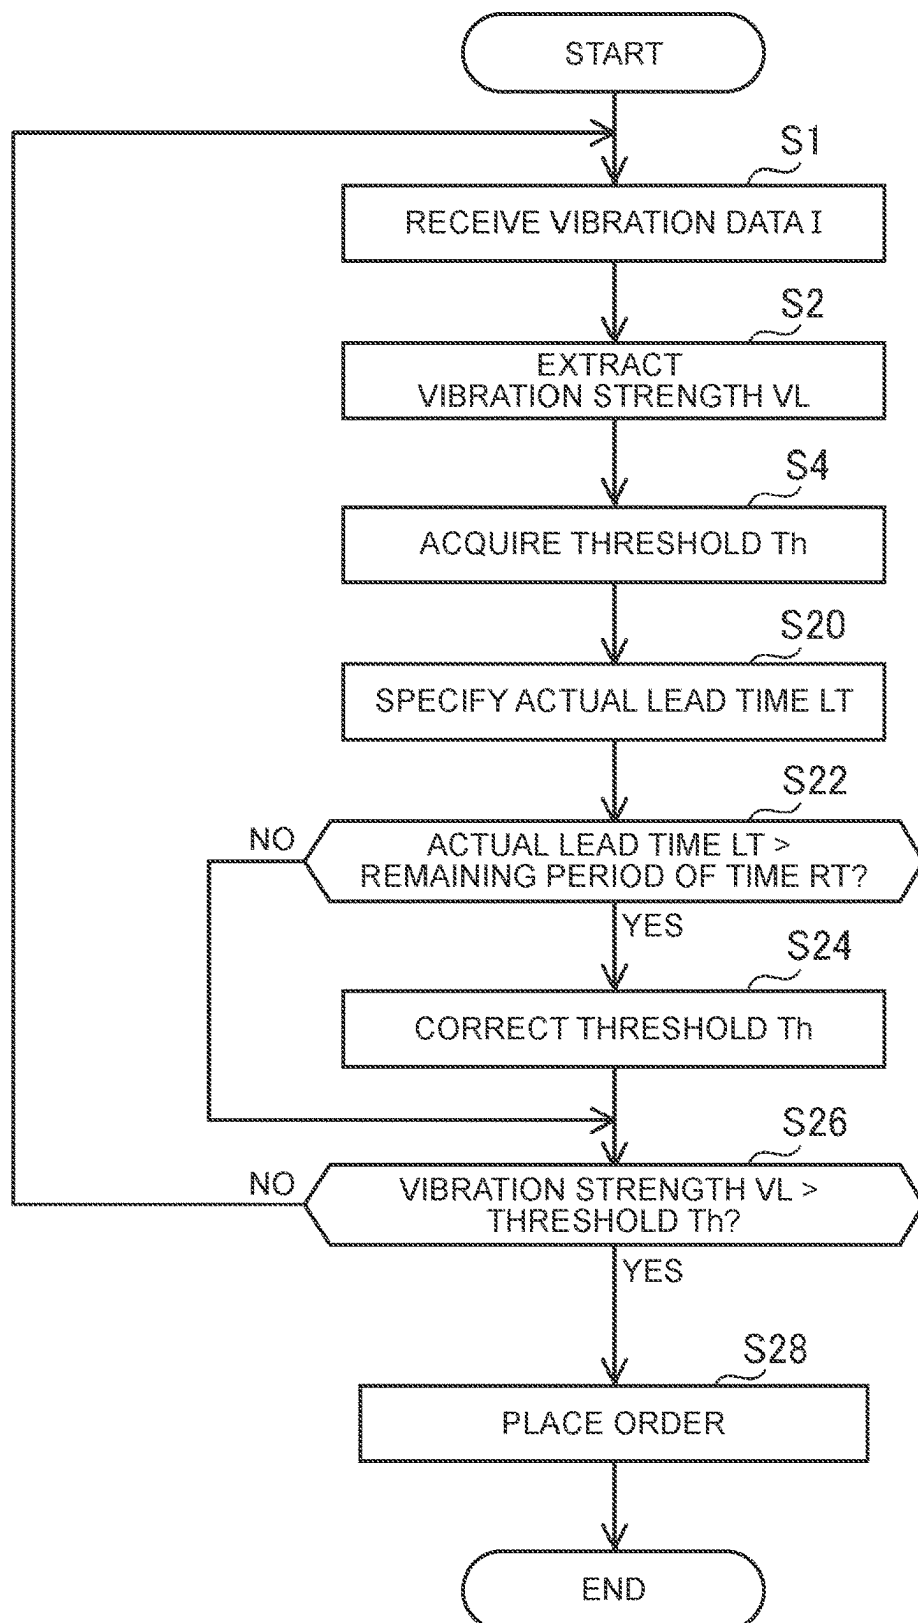 START
S1
RECEIVE VIBRATION DATA I
S2
EXTRACT
VIBRATION STRENGTH VL
S4
ACQUIRE THRESHOLD Th
S20
SPECIFY ACTUAL LEAD TIME LT
S22
NO
ACTUAL LEAD TIME LT >
REMAINING PERIOD OF TIME RT?
YES
S24
CORRECT THRESHOLD Th
S26
NO
VIBRATION STRENGTH VL >
THRESHOLD Th?
YES
S28
PLACE ORDER
END